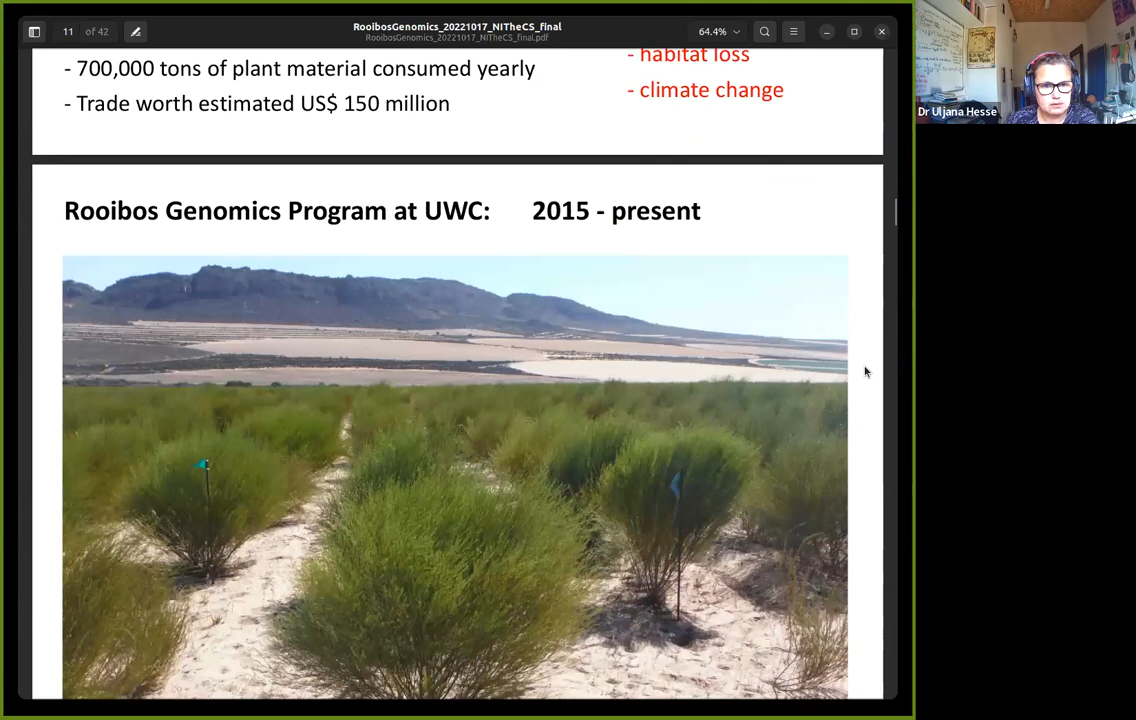 RooibosGenomics_20221017_NITheCS_final
RooibosGenomics_20221017_NITheCS_final.pdf
11 of 42
64.4%
- 700,000 tons of plant material consumed yearly
- Trade worth estimated US$ 150 million
- habitat loss
- climate change
Rooibos Genomics Program at UWC: 2015 - present
Dr Uljana Hesse